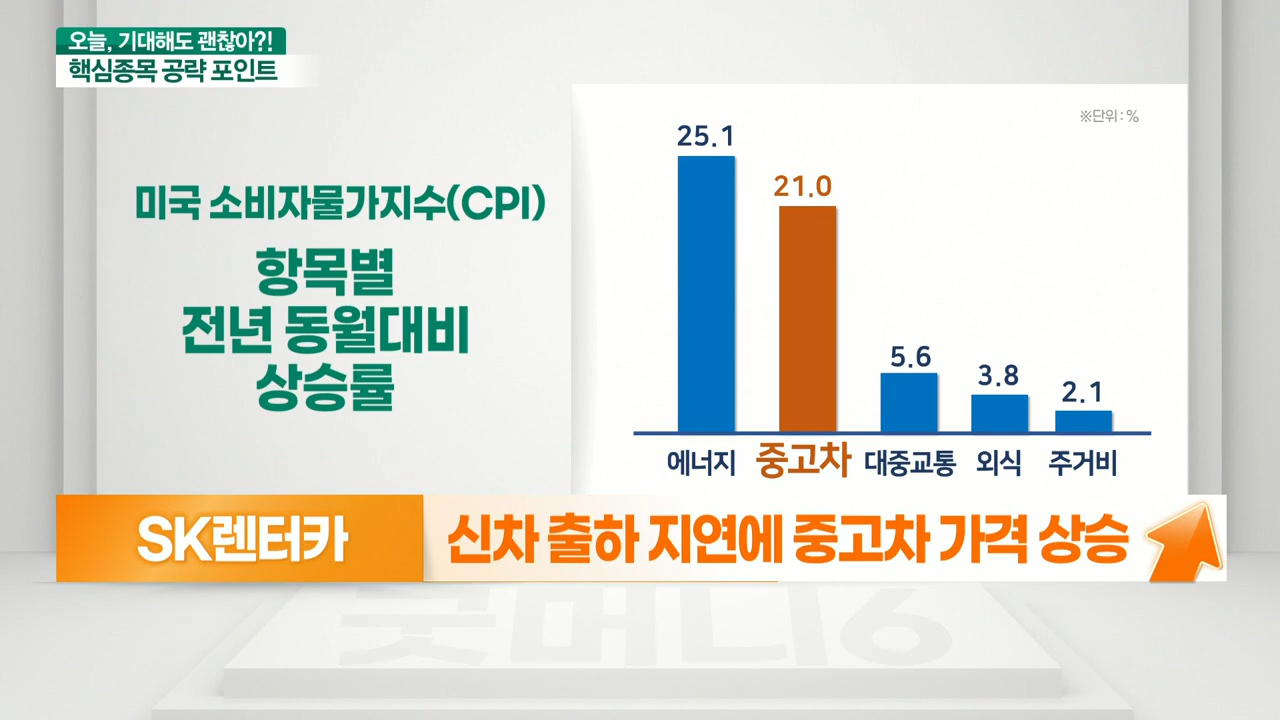 오늘, 기대해도 괜찮아?!
핵심종목 공략 포인트
미국 소비자물가지수(CPI)
항목별
전년 동월대비
상승률
※단위 : %
25.1
21.0
5.6
3.8
2.1
에너지 중고차 대중교통 외식 주거비
SK렌터카
신차 출하 지연에 중고차 가격 상승
굿머니6